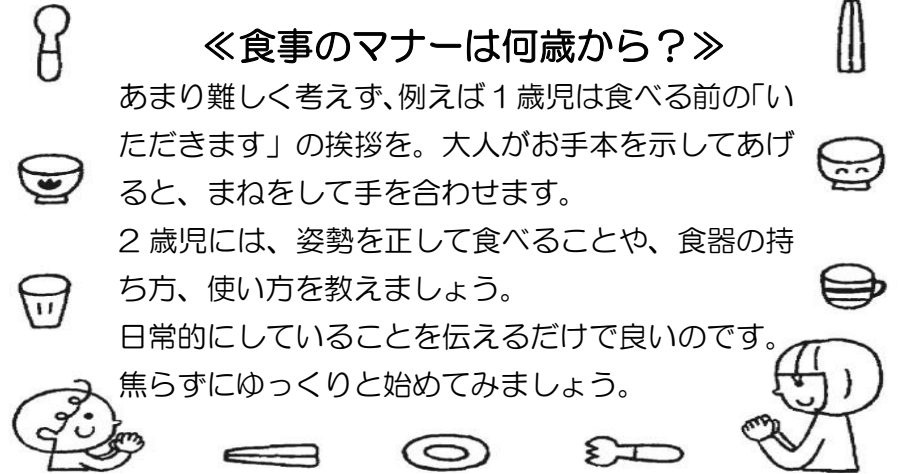 ≪食事のマナーは何歳から？≫
あまり難しく考えず、例えば1歳児は食べる前の「い
ただきます」の挨拶を。大人がお手本を示してあげ
ると、まねをして手を合わせます。
2歳児には、姿勢を正して食べることや、食器の持
ち方、使い方を教えましょう。
日常的にしていることを伝えるだけで良いのです。
焦らずにゆっくりと始めてみましょう。